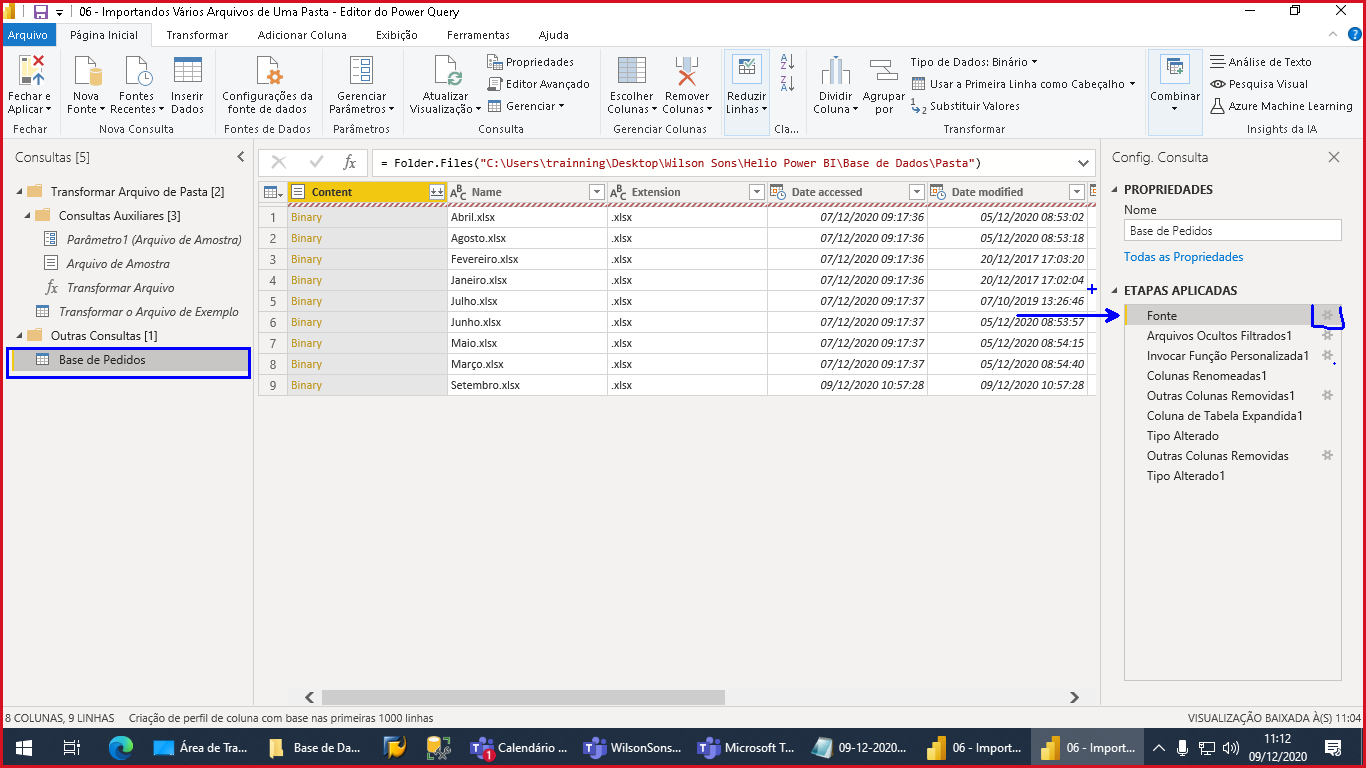 06 - Importandos Vários Arquivos de Uma Pasta - Editor do Power Query
Arquivo Página Inicial Transformar Adicionar Coluna Exibição Ferramentas Ajuda
Fechar e Aplicar
Fechar
Nova Fonte
Fontes Recentes
Inserir Dados
Nova Consulta
Configurações da fonte de dados
Fontes de Dados
Gerenciar Parâmetros
Parâmetros
Atualizar Visualização
Propriedades
Editor Avançado
Gerenciar
Consulta
Escolher Colunas
Remover Colunas
Gerenciar Colunas
Reduzir Linhas
Cla...
Dividir Coluna
Agrupar por
Tipo de Dados: Binário
Usar a Primeira Linha como Cabeçalho
Substituir Valores
Transformar
Combinar
Análise de Texto
Pesquisa Visual
Azure Machine Learning
Insights da IA
Consultas [5]
Transformar Arquivo de Pasta [2]
Consultas Auxiliares [3]
Parâmetro1 (Arquivo de Amostra)
Arquivo de Amostra
fx Transformar Arquivo
Transformar o Arquivo de Exemplo
Outras Consultas [1]
Base de Pedidos
fx = Folder.Files("C:\Users\trainning\Desktop\Wilson Sons\Helio Power BI\Base de Dados\Pasta")
Content Name Extension Date accessed Date modified
1 Binary Abril.xlsx .xlsx 07/12/2020 09:17:36 05/12/2020 08:53:02
2 Binary Agosto.xlsx .xlsx 07/12/2020 09:17:36 05/12/2020 08:53:18
3 Binary Fevereiro.xlsx .xlsx 07/12/2020 09:17:36 20/12/2017 17:03:20
4 Binary Janeiro.xlsx .xlsx 07/12/2020 09:17:36 20/12/2017 17:02:04
5 Binary Julho.xlsx .xlsx 07/12/2020 09:17:37 07/10/2019 13:26:46
6 Binary Junho.xlsx .xlsx 07/12/2020 09:17:37 05/12/2020 08:53:57
7 Binary Maio.xlsx .xlsx 07/12/2020 09:17:37 05/12/2020 08:54:15
8 Binary Março.xlsx .xlsx 07/12/2020 09:17:37 05/12/2020 08:54:40
9 Binary Setembro.xlsx .xlsx 09/12/2020 10:57:28 09/12/2020 10:57:28
Config. Consulta
PROPRIEDADES
Nome
Base de Pedidos
Todas as Propriedades
ETAPAS APLICADAS
Fonte
Arquivos Ocultos Filtrados1
Invocar Função Personalizada1
Colunas Renomeadas1
Outras Colunas Removidas1
Coluna de Tabela Expandida1
Tipo Alterado
Outras Colunas Removidas
Tipo Alterado1
8 COLUNAS, 9 LINHAS Criação de perfil de coluna com base nas primeiras 1000 linhas VISUALIZAÇÃO BAIXADA À(S) 11:04
Área de Tra... Base de Da... 1 Calendário ... WilsonSons... Microsoft T... 09-12-2020... 06 - Import... 06 - Import... 11:12
09/12/2020